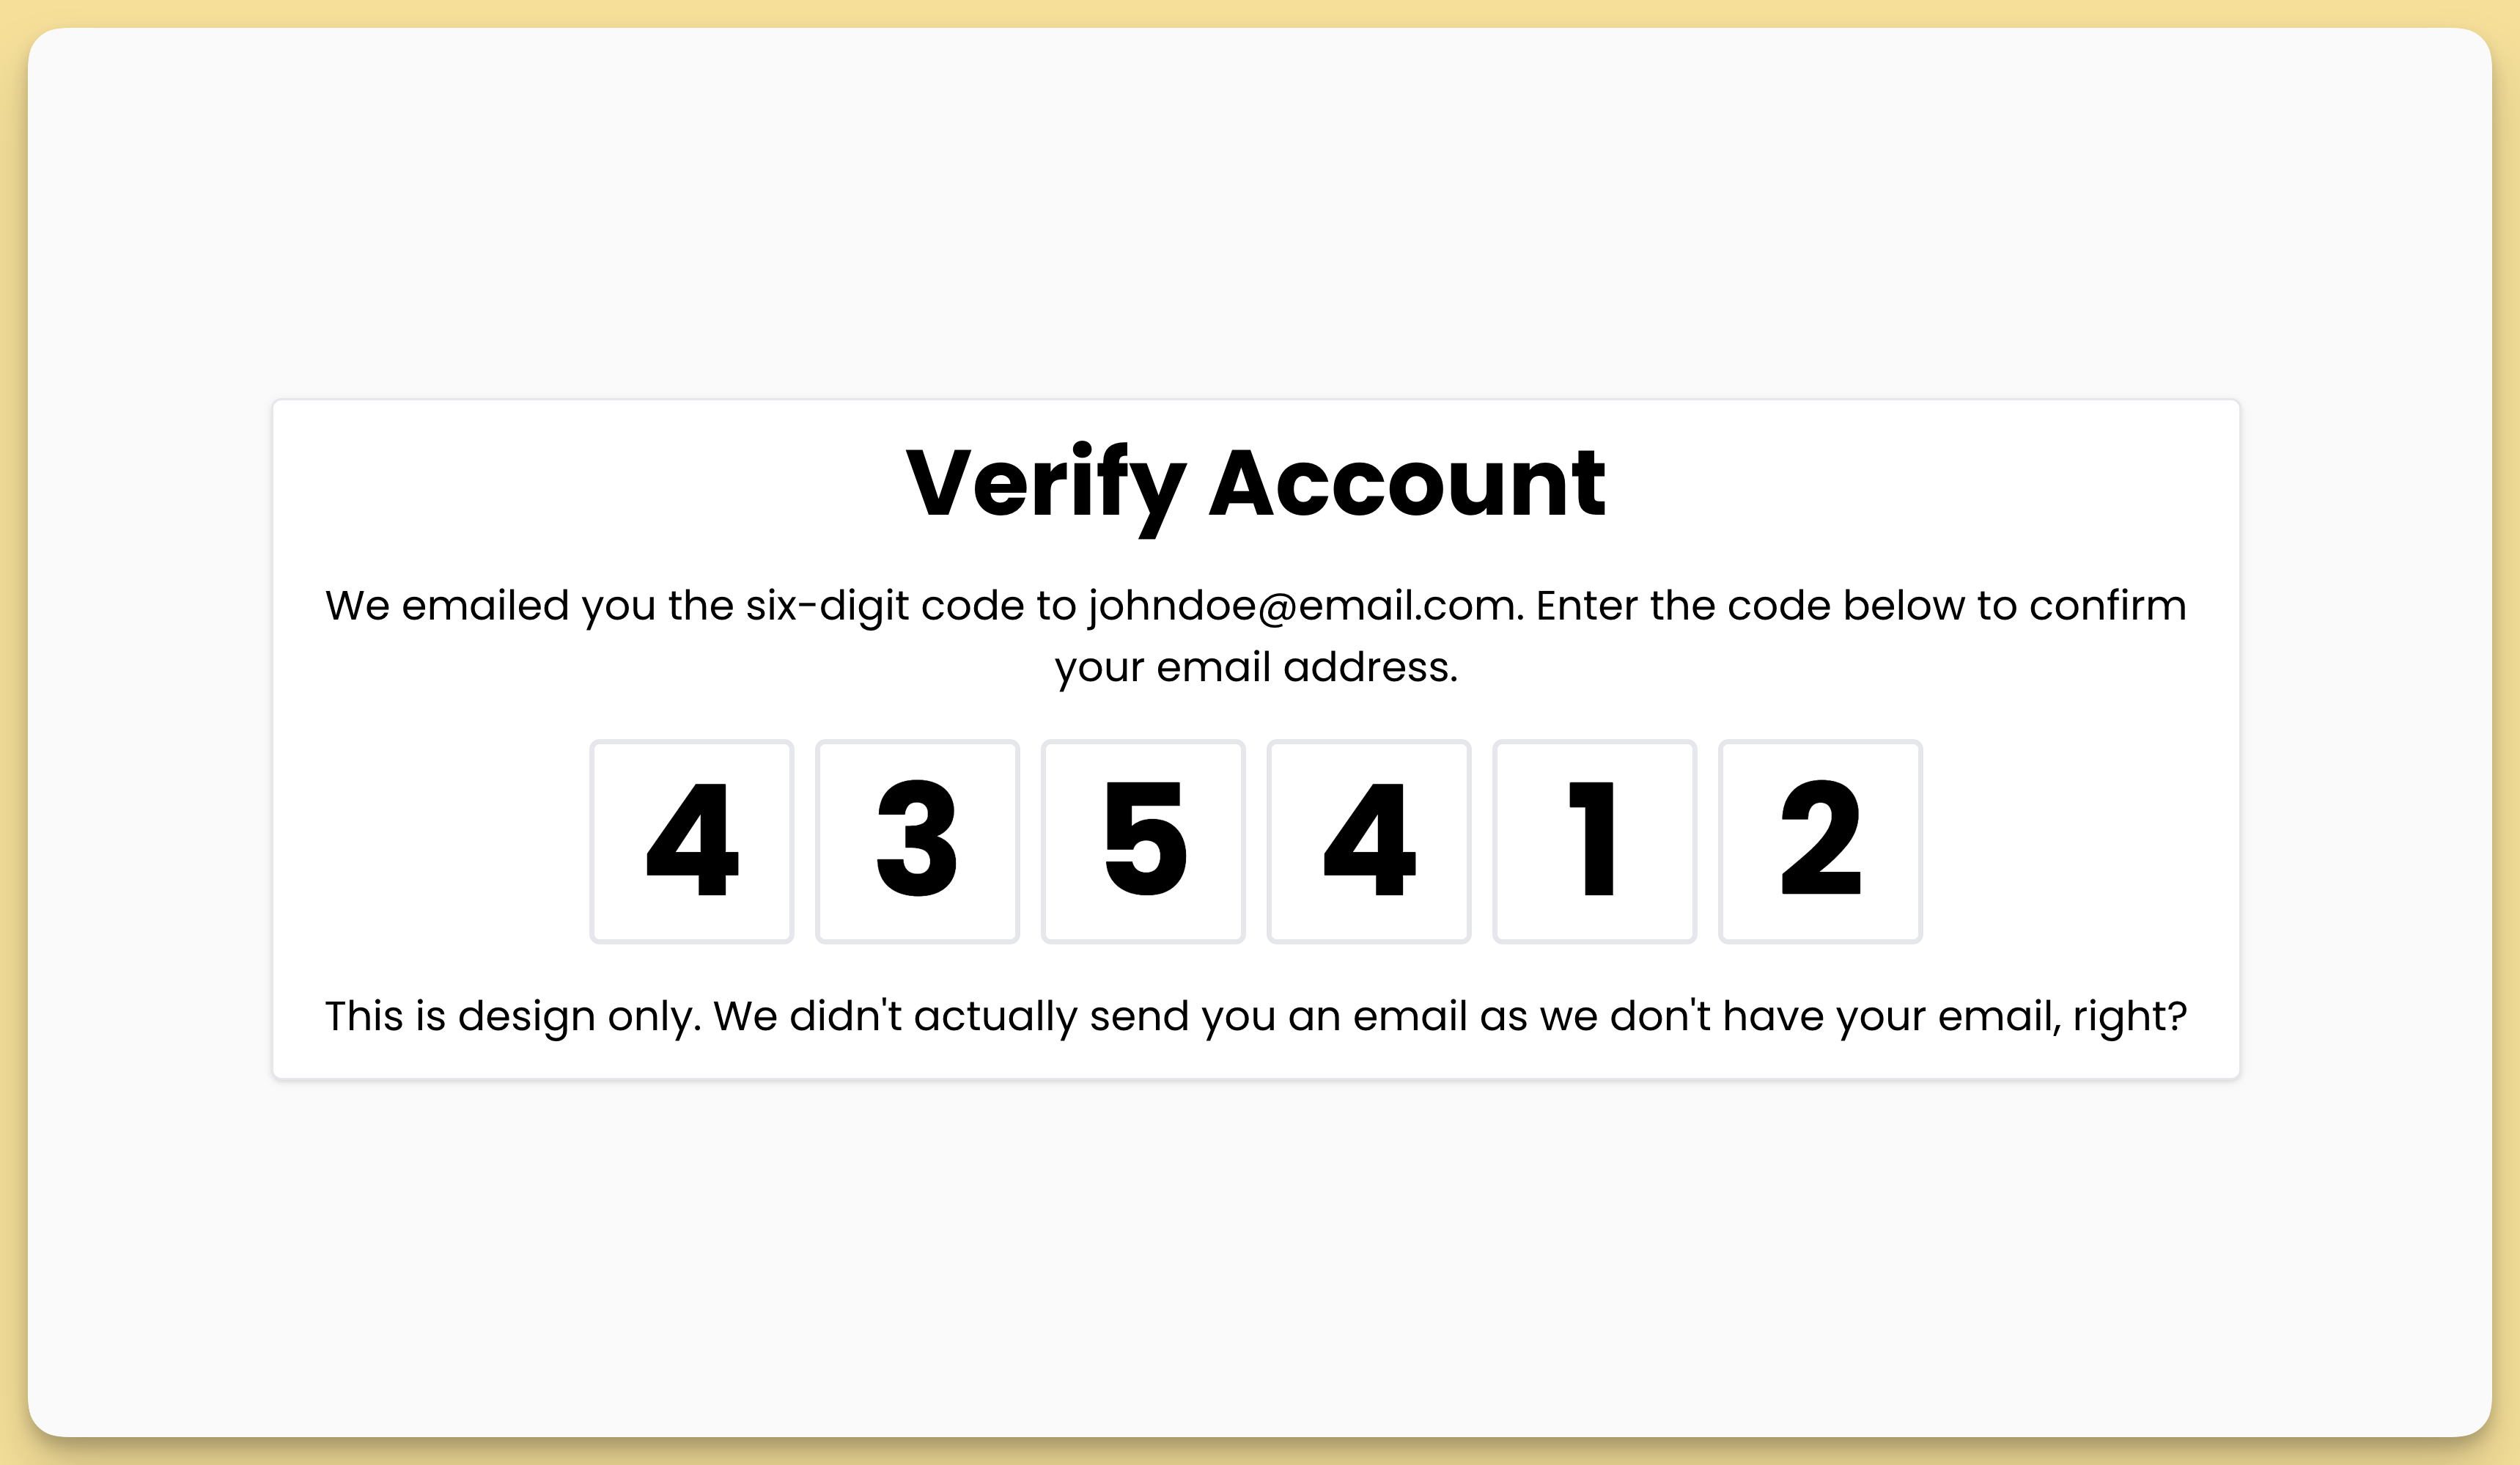 Verify Account
We emailed you the six-digit code to johndoe@email.com. Enter the code below to confirm
your email address.
4 3 5 4 1 2
This is design only. We didn't actually send you an email as we don't have your email, right?